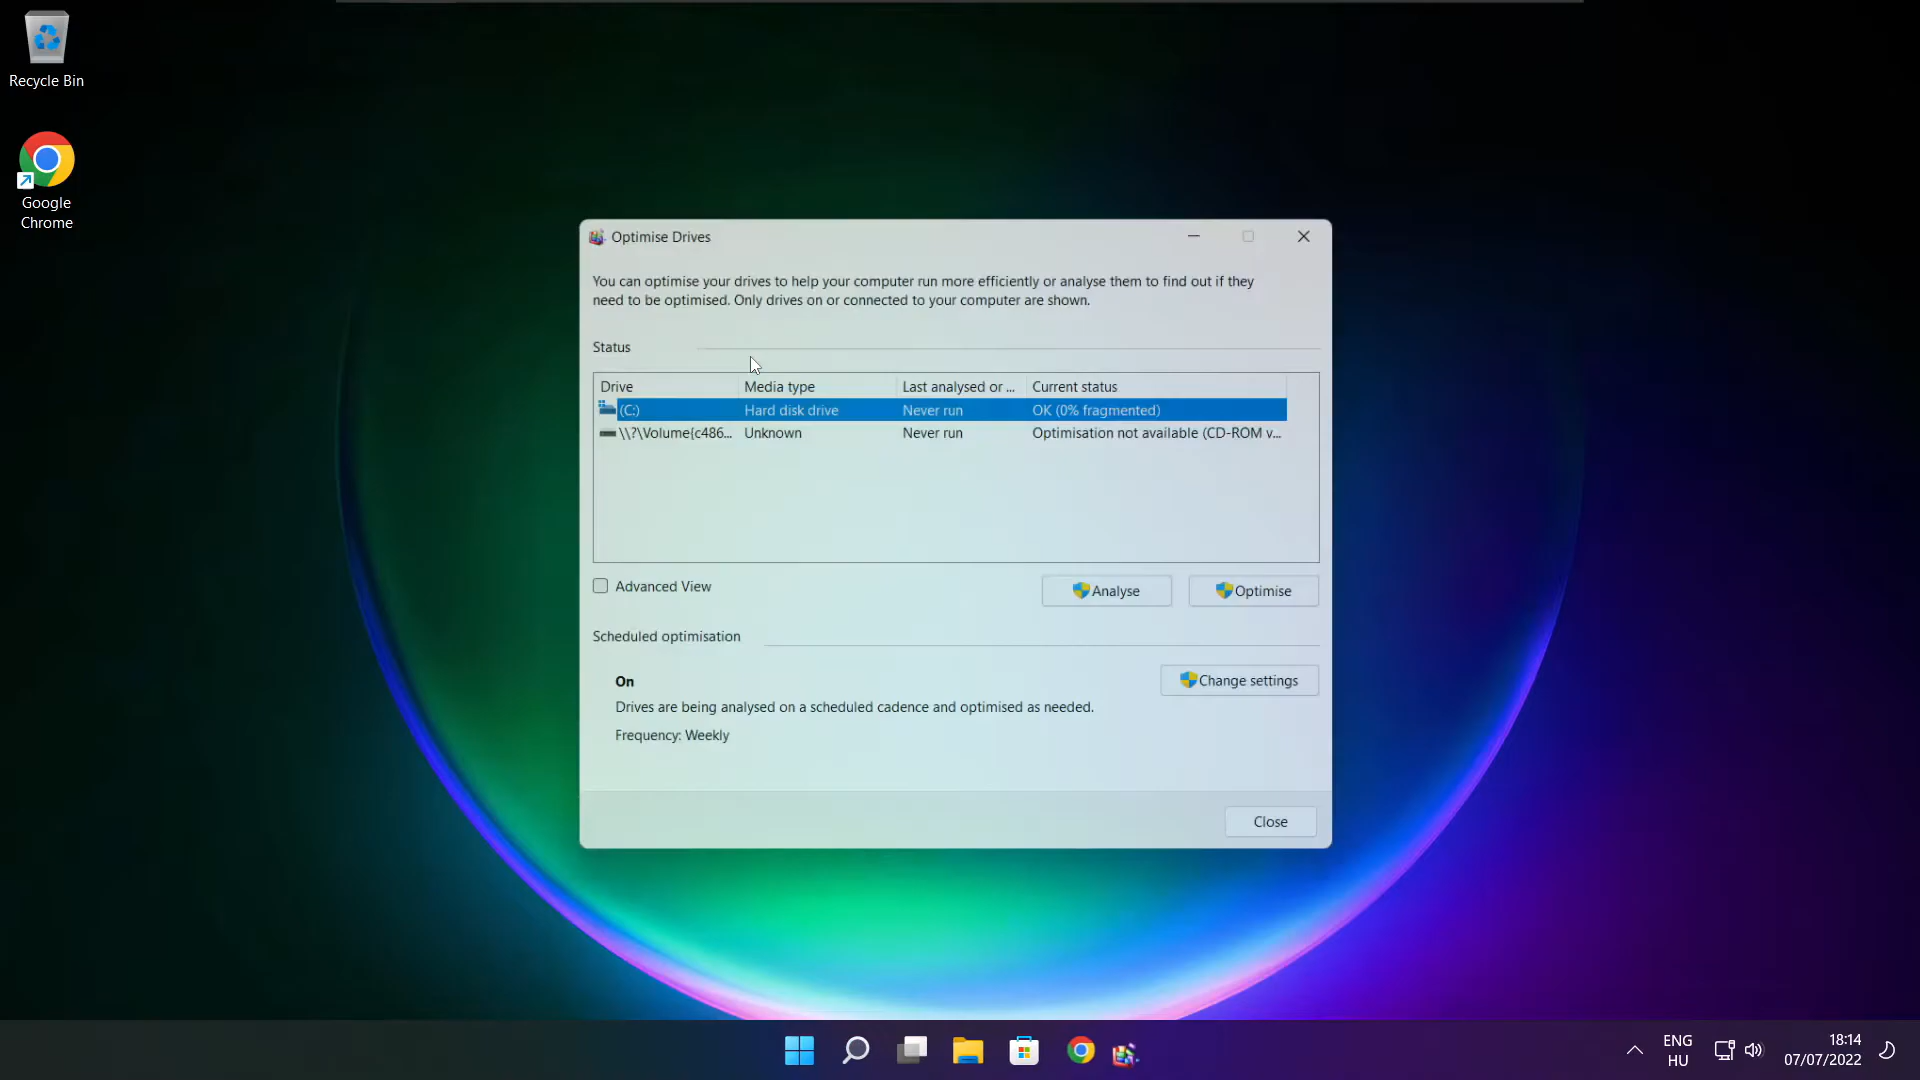 Recycle Bin
Google
Chrome
Optimise Drives
You can optimise your drives to help your computer run more efficiently or analyse them to find out if they
need to be optimised. Only drives on or connected to your computer are shown.
Status
Drive Media type Last analysed or ... Current status
(C:) Hard disk drive Never run OK (0% fragmented)
\\?\Volume{c486... Unknown Never run Optimisation not available (CD-ROM v...
Advanced View
Analyse
Optimise
Scheduled optimisation
On
Change settings
Drives are being analysed on a scheduled cadence and optimised as needed.
Frequency: Weekly
Close
ENG
HU
18:14
07/07/2022